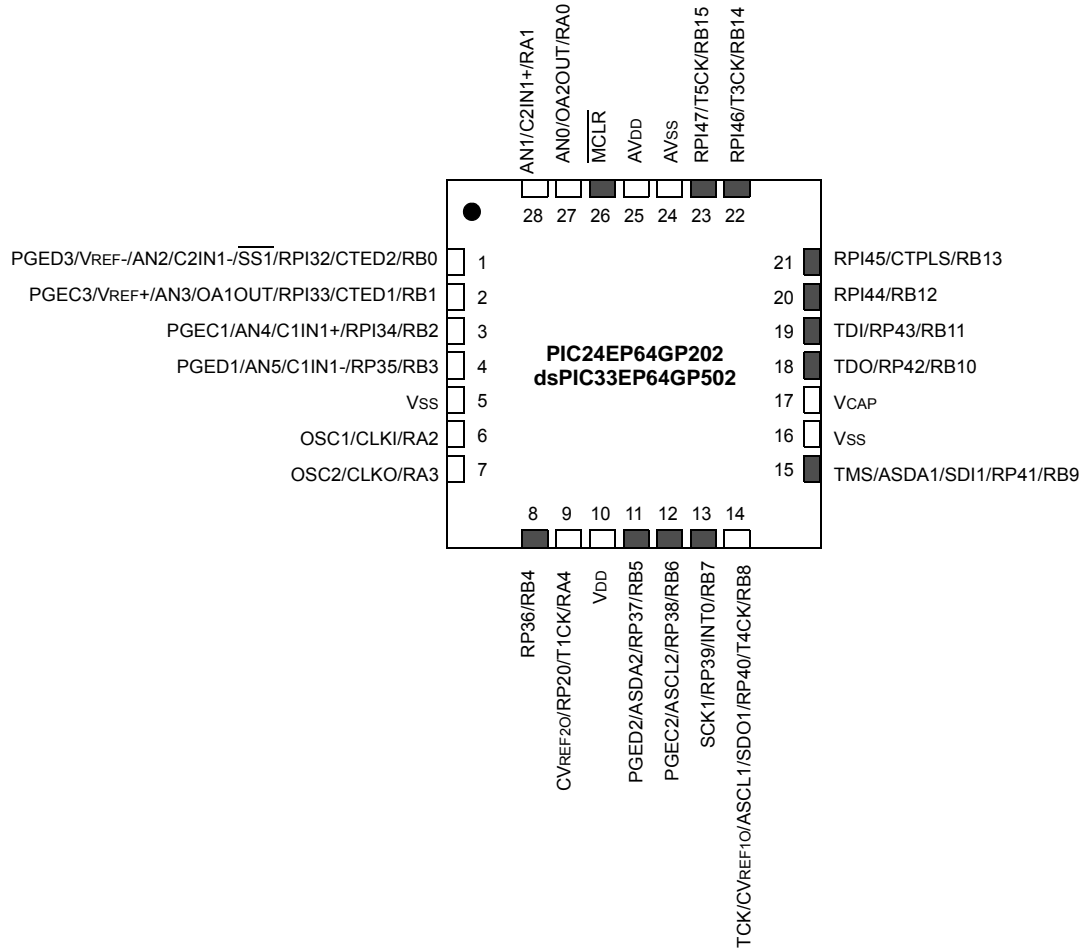 AN1/C2IN1+/RA1
AN0/OA2OUT/RA0
MCLR
AVDD
AVSS
RPI47/T5CK/RB15
RPI46/T3CK/RB14
28 27 26 25 24 23 22
PGED3/VREF-/AN2/C2IN1-/SS1/RPI32/CTED2/RB0 1
PGEC3/VREF+/AN3/OA1OUT/RPI33/CTED1/RB1 2
PGEC1/AN4/C1IN1+/RPI34/RB2 3
PGED1/AN5/C1IN1-/RP35/RB3 4
VSS 5
OSC1/CLKI/RA2 6
OSC2/CLKO/RA3 7
PIC24EP64GP202
dsPIC33EP64GP502
21 RPI45/CTPLS/RB13
20 RPI44/RB12
19 TDI/RP43/RB11
18 TDO/RP42/RB10
17 VCAP
16 VSS
15 TMS/ASDA1/SDI1/RP41/RB9
8 9 10 11 12 13 14
RP36/RB4
CVREF2O/RP20/T1CK/RA4
VDD
PGED2/ASDA2/RP37/RB5
PGEC2/ASCL2/RP38/RB6
SCK1/RP39/INT0/RB7
TCK/CVREF1O/ASCL1/SDO1/RP40/T4CK/RB8